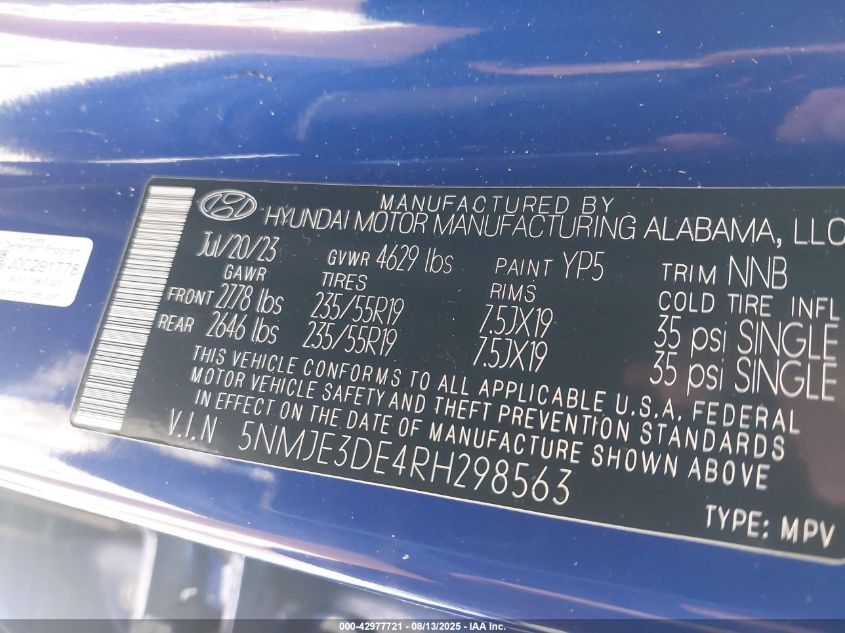 MANUFACTURED BY
HYUNDAI MOTOR MANUFACTURING ALABAMA, LLC
Jul/20/23 GVWR 4629 lbs PAINT YP5 TRIM NNB
GAWR TIRES RIMS COLD TIRE INFL
FRONT 2778 lbs 235/55R19 7.5JX19 35 psi SINGLE
REAR 2646 lbs 235/55R19 7.5JX19 35 psi SINGLE
THIS VEHICLE CONFORMS TO ALL APPLICABLE U.S.A. FEDERAL
MOTOR VEHICLE SAFETY AND THEFT PREVENTION STANDARDS
IN EFFECT ON THE DATE OF MANUFACTURE SHOWN ABOVE
V.I.N 5NMJE3DE4RH298563
TYPE: MPV
J00281778
000-42977721 - 08/13/2025 - IAA Inc.